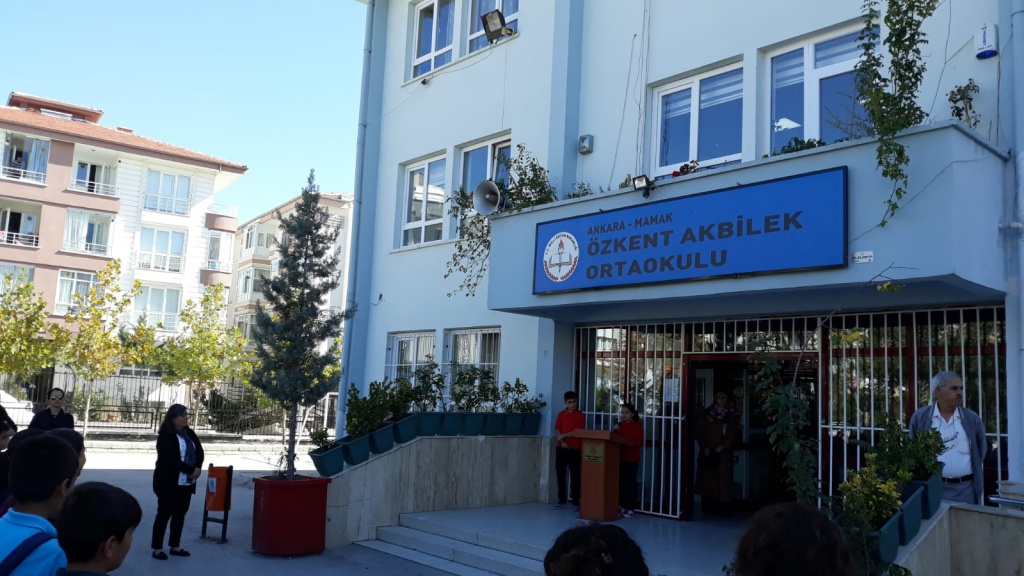 ANKARA - MAMAK
ÖZKENT AKBİLEK
ORTAOKULU